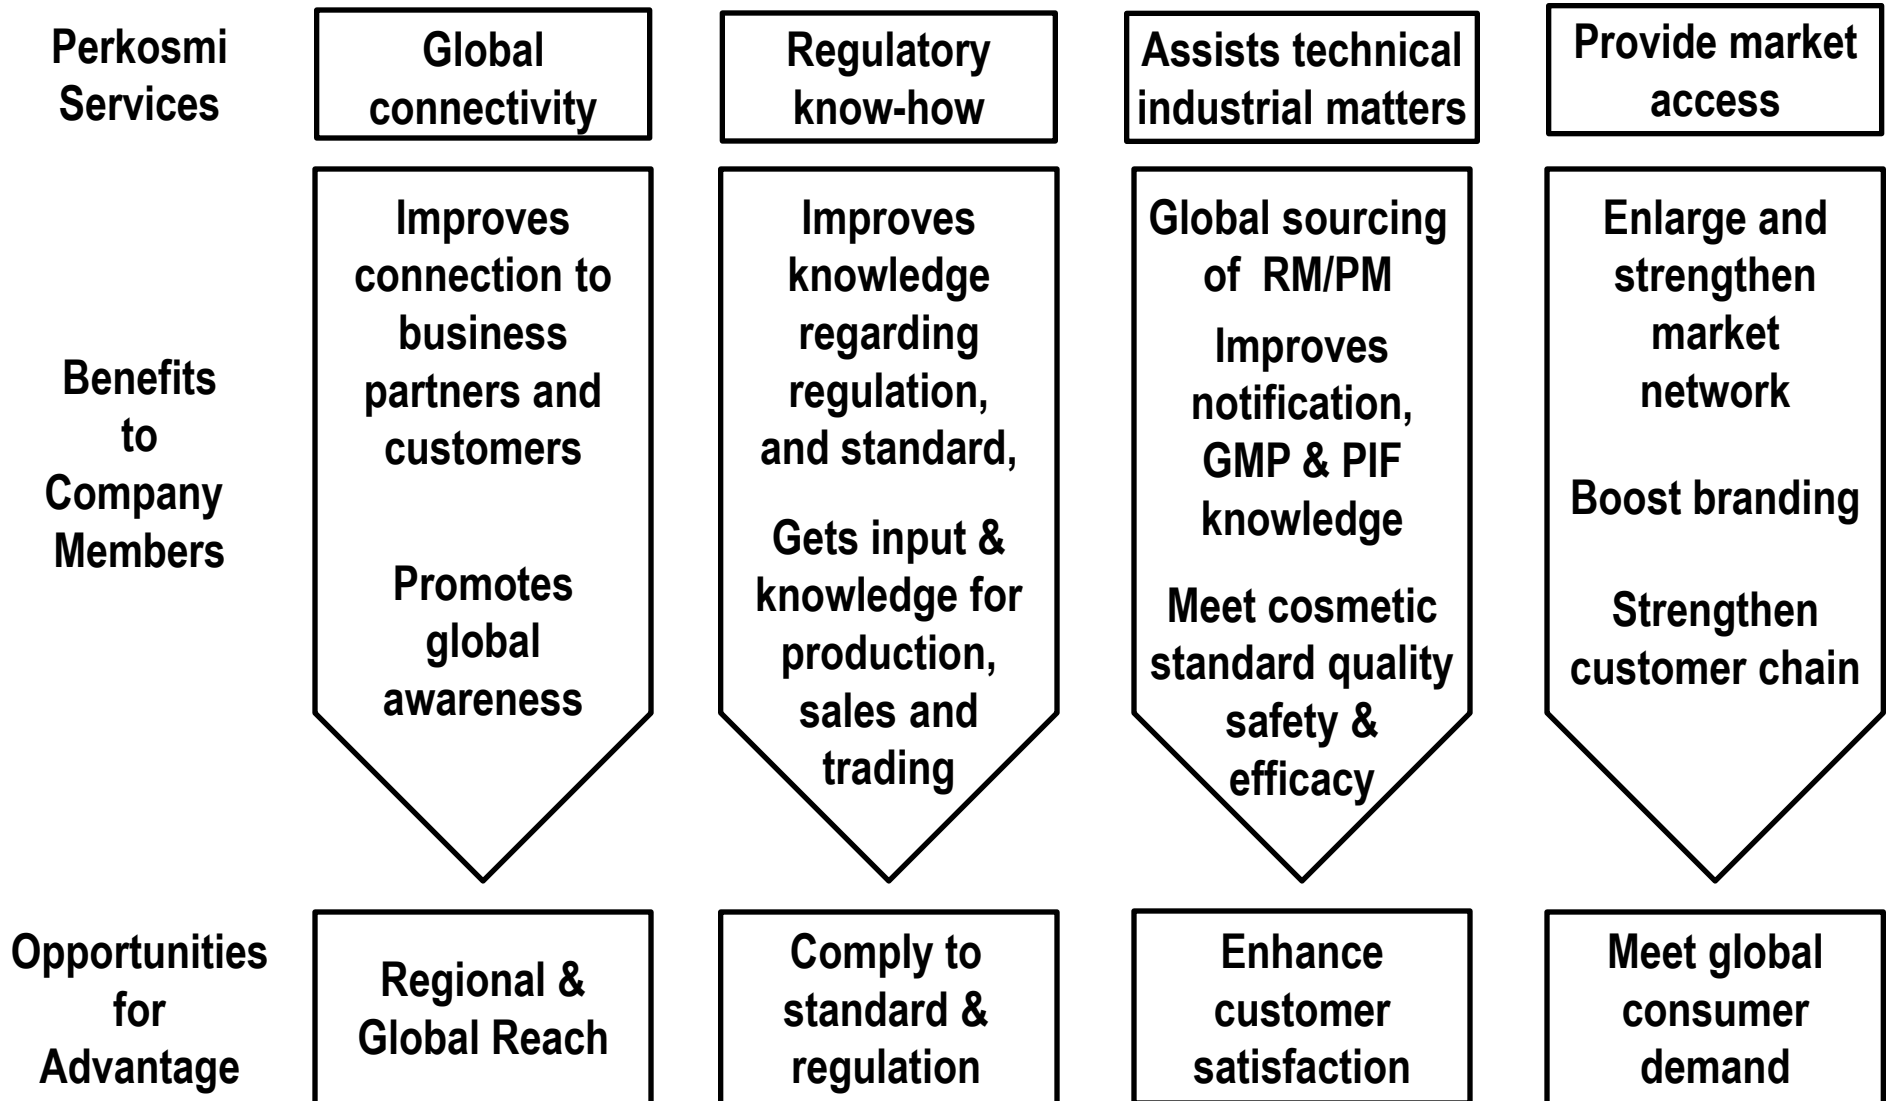 Perkosmi
Services
Global
connectivity
Regulatory
know-how
Assists technical
industrial matters
Provide market
access
Benefits
to
Company
Members
Improves
connection to
business
partners and
customers
Promotes
global
awareness
Improves
knowledge
regarding
regulation,
and standard,
Gets input &
knowledge for
production,
sales and
trading
Global sourcing
of RM/PM
Improves
notification,
GMP & PIF
knowledge
Meet cosmetic
standard quality
safety &
efficacy
Enlarge and
strengthen
market
network
Boost branding
Strengthen
customer chain
Opportunities
for
Advantage
Regional &
Global Reach
Comply to
standard &
regulation
Enhance
customer
satisfaction
Meet global
consumer
demand